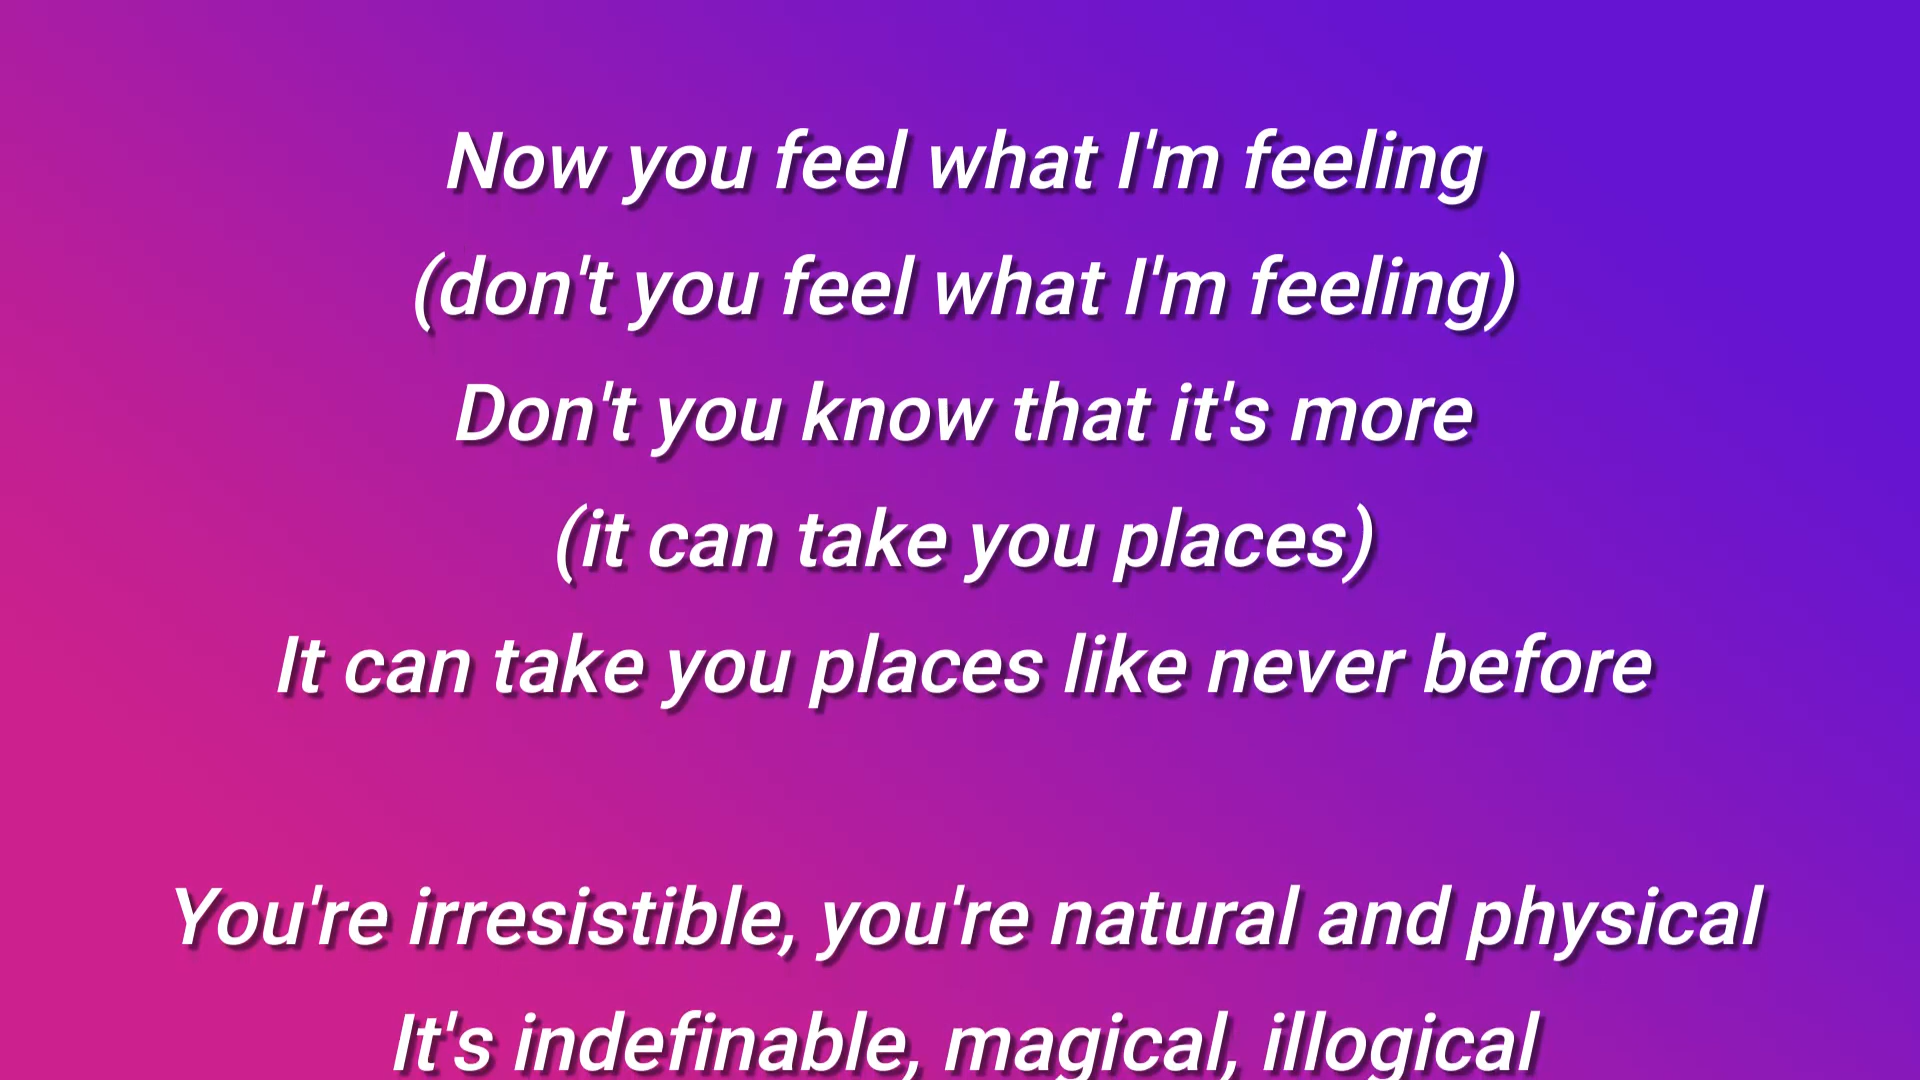 Now you feel what I'm feeling
(don't you feel what I'm feeling)
Don't you know that it's more
(it can take you places)
It can take you places like never before
You're irresistible, you're natural and physical
It's indefinable, magical, illogical